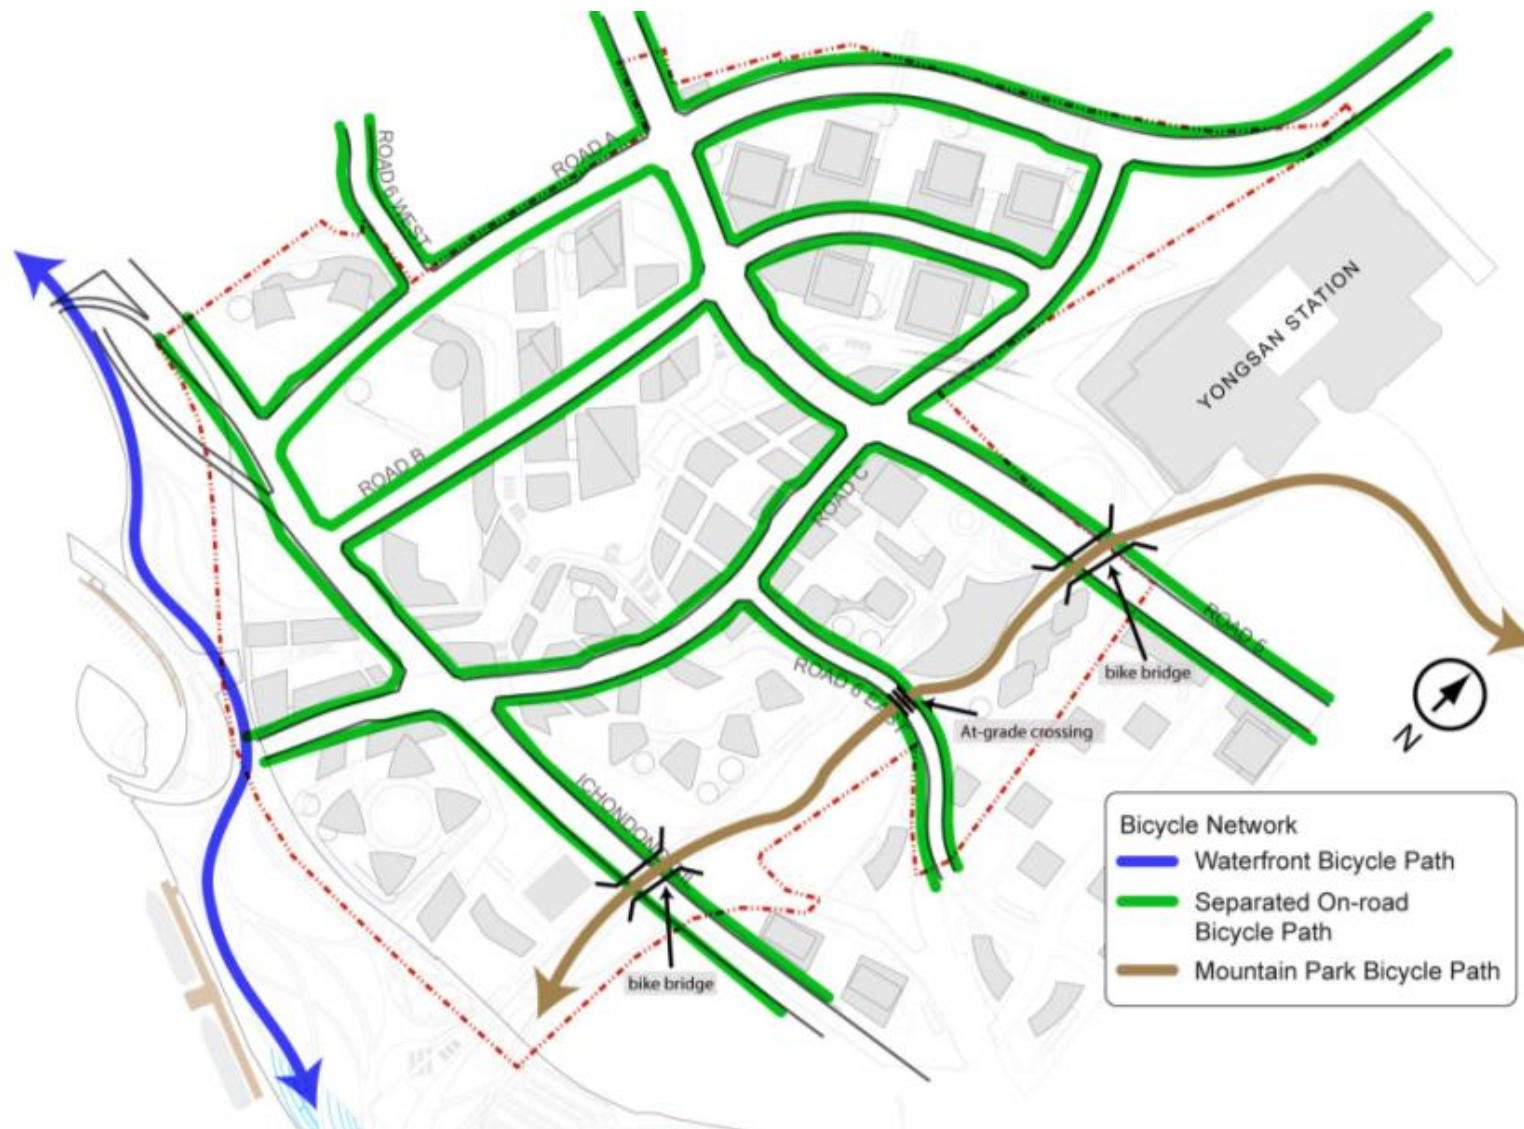 ROAD A
ROAD 6 WEST
YONGSAN STATION
ROAD B
ROAD C
ROAD 5
bike bridge
ROAD 6 EAST
At-grade crossing
N
ICHONDONG
bike bridge
Bicycle Network
Waterfront Bicycle Path
Separated On-road
Bicycle Path
Mountain Park Bicycle Path